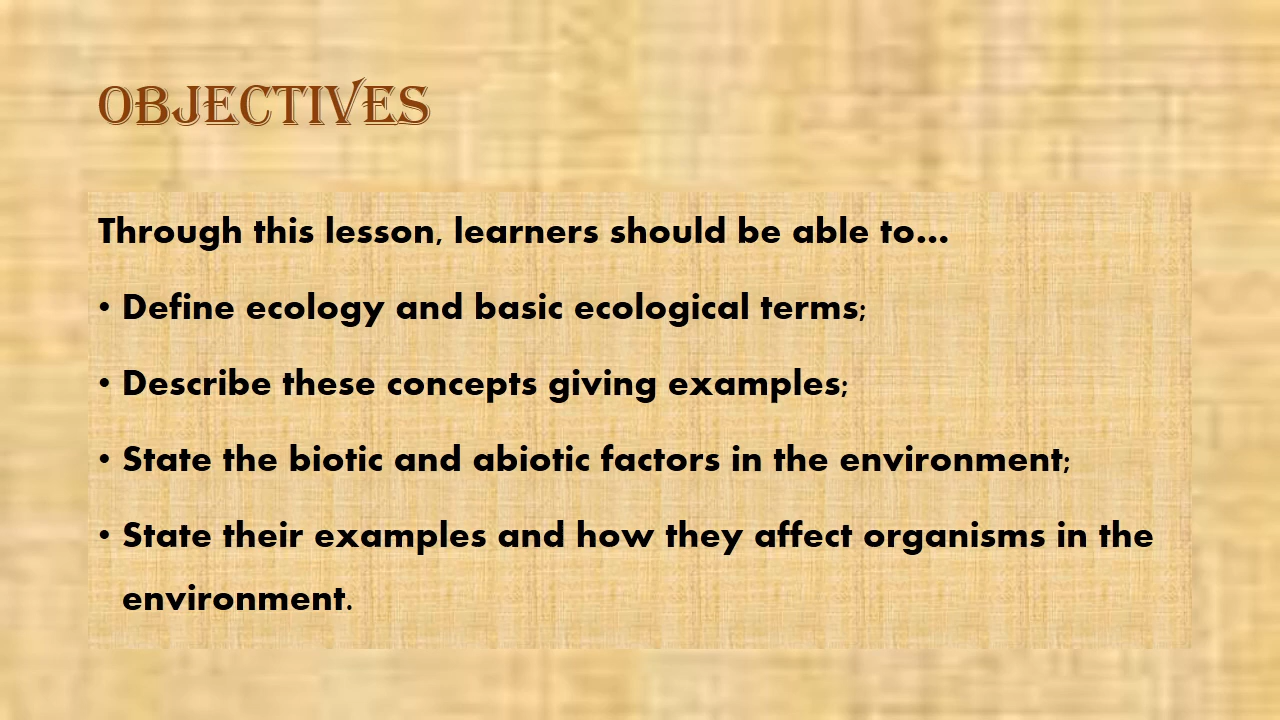 OBJECTIVES
Through this lesson, learners should be able to...
• Define ecology and basic ecological terms;
• Describe these concepts giving examples;
• State the biotic and abiotic factors in the environment;
• State their examples and how they affect organisms in the
environment.